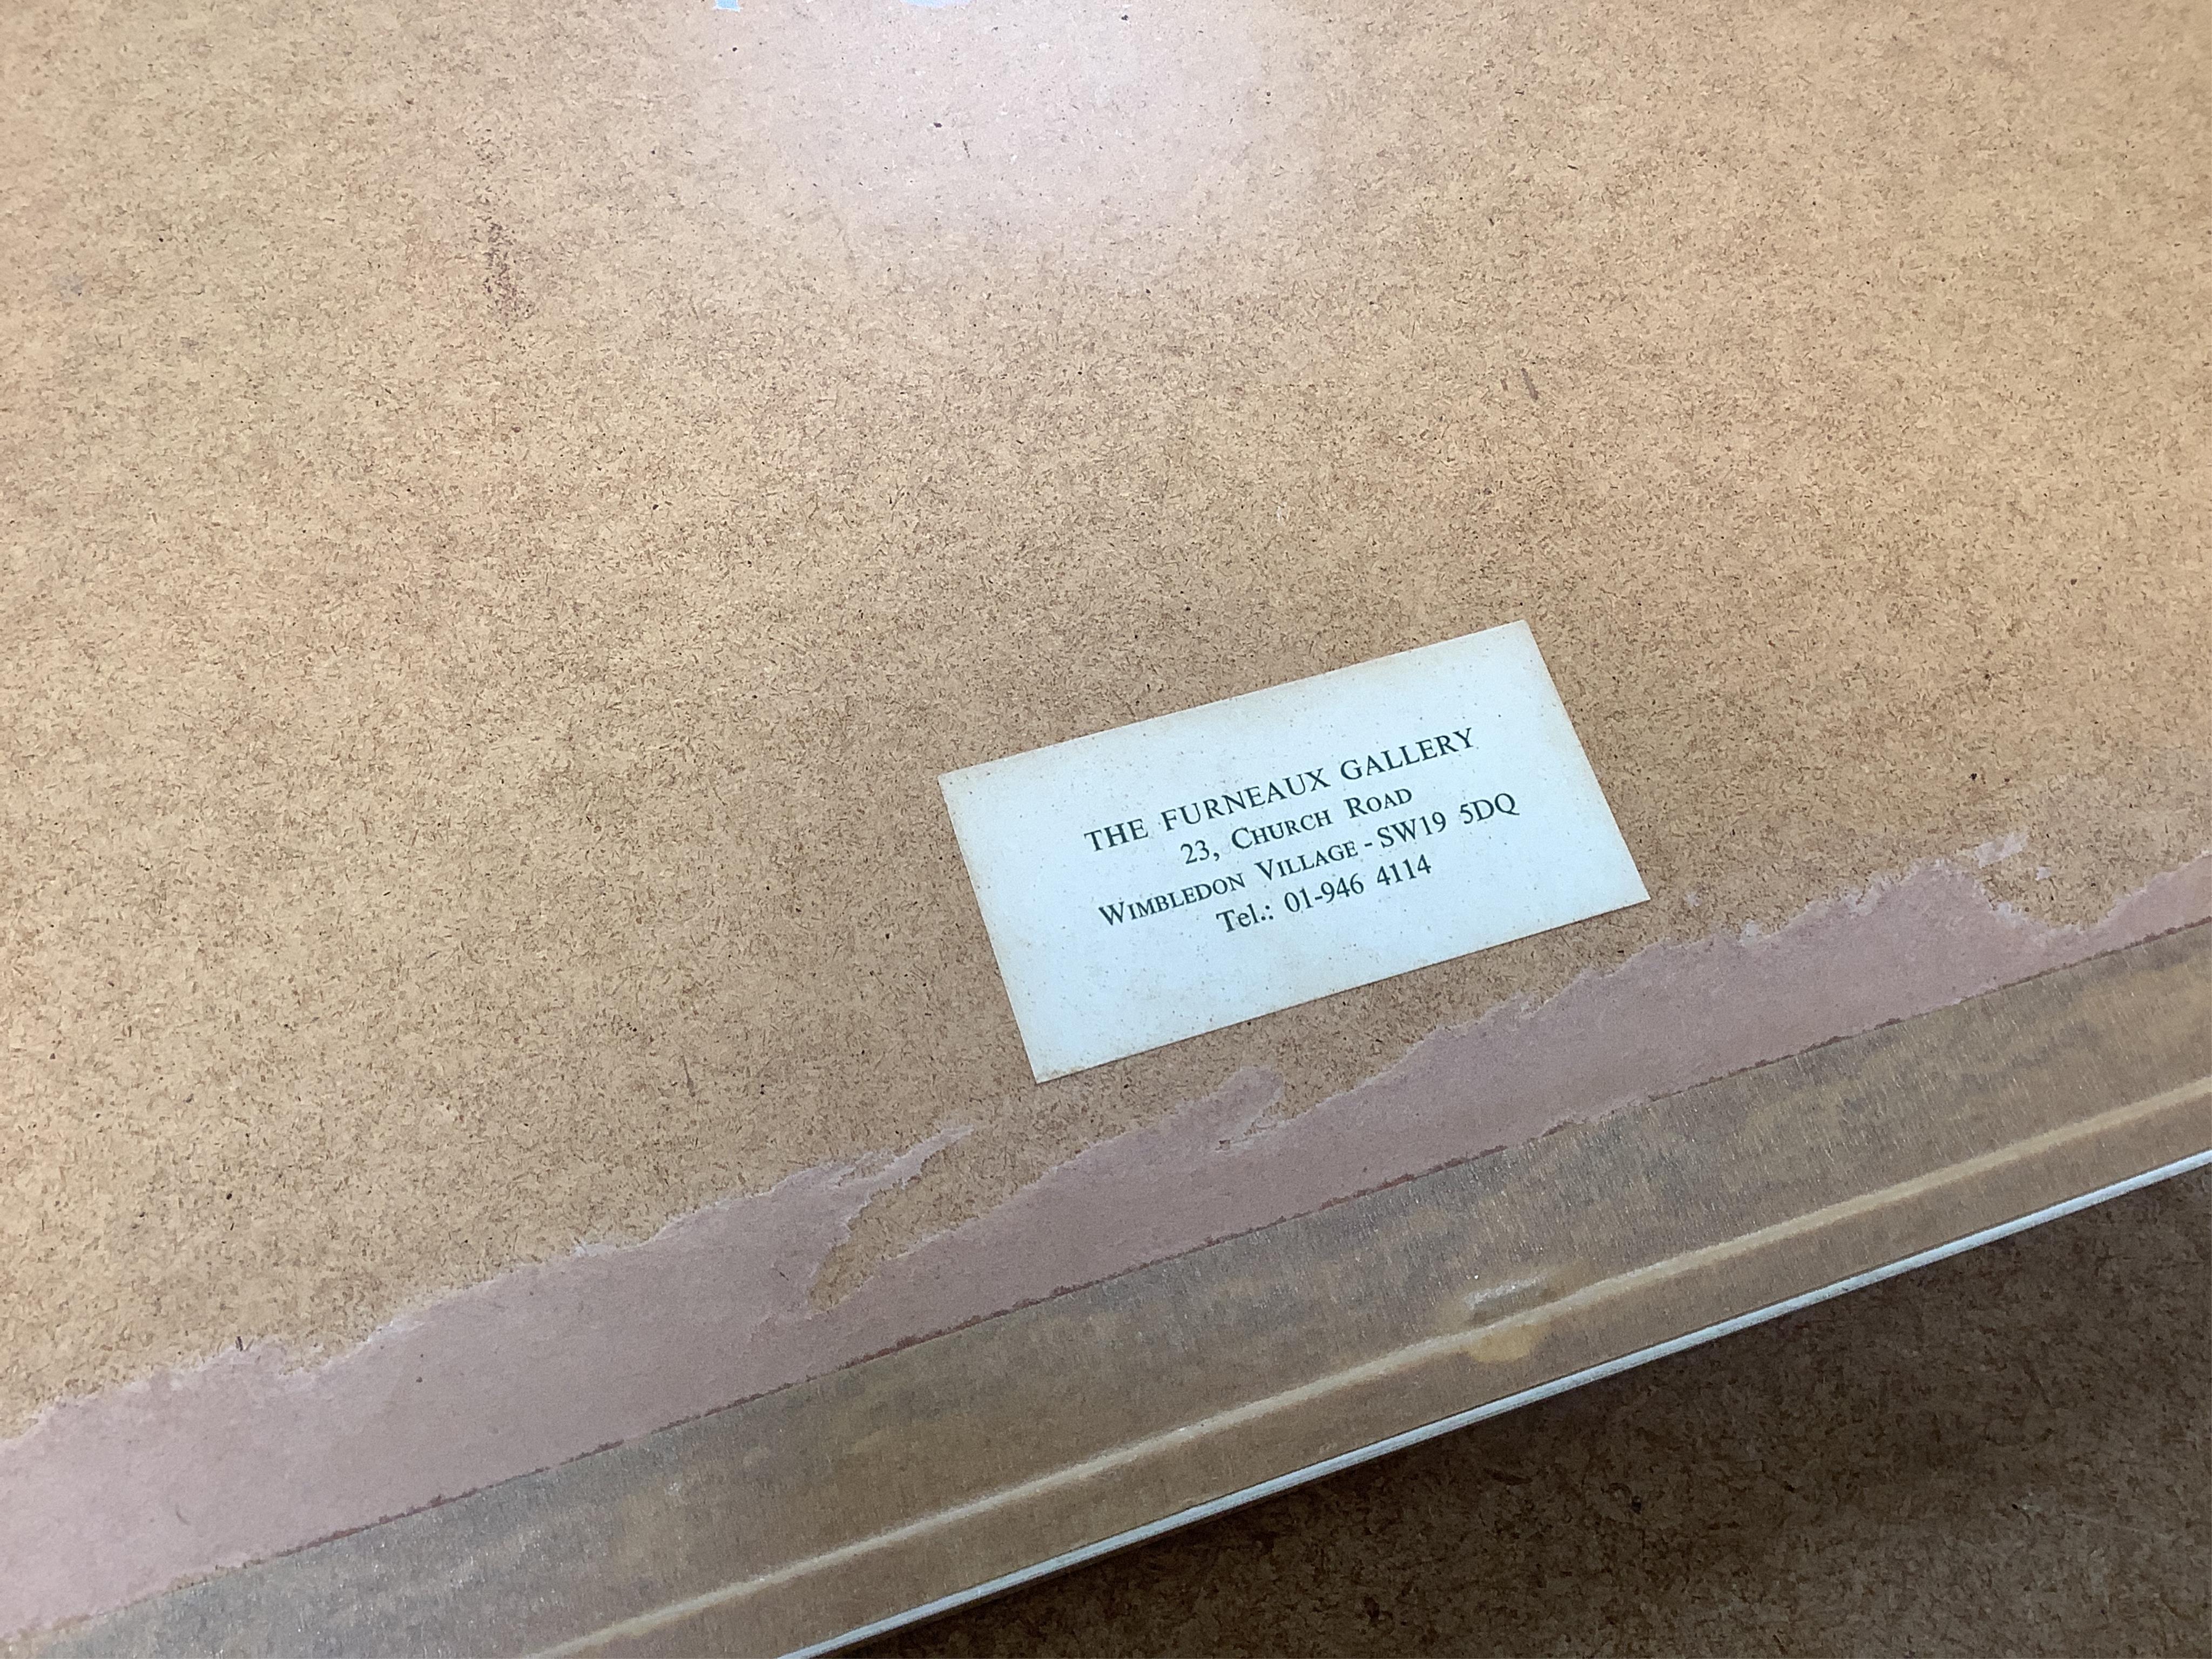 THE FURNEAUX GALLERY
23, CHURCH ROAD
WIMBLEDON VILLAGE - SW19 5DQ
Tel.: 01-946 4114